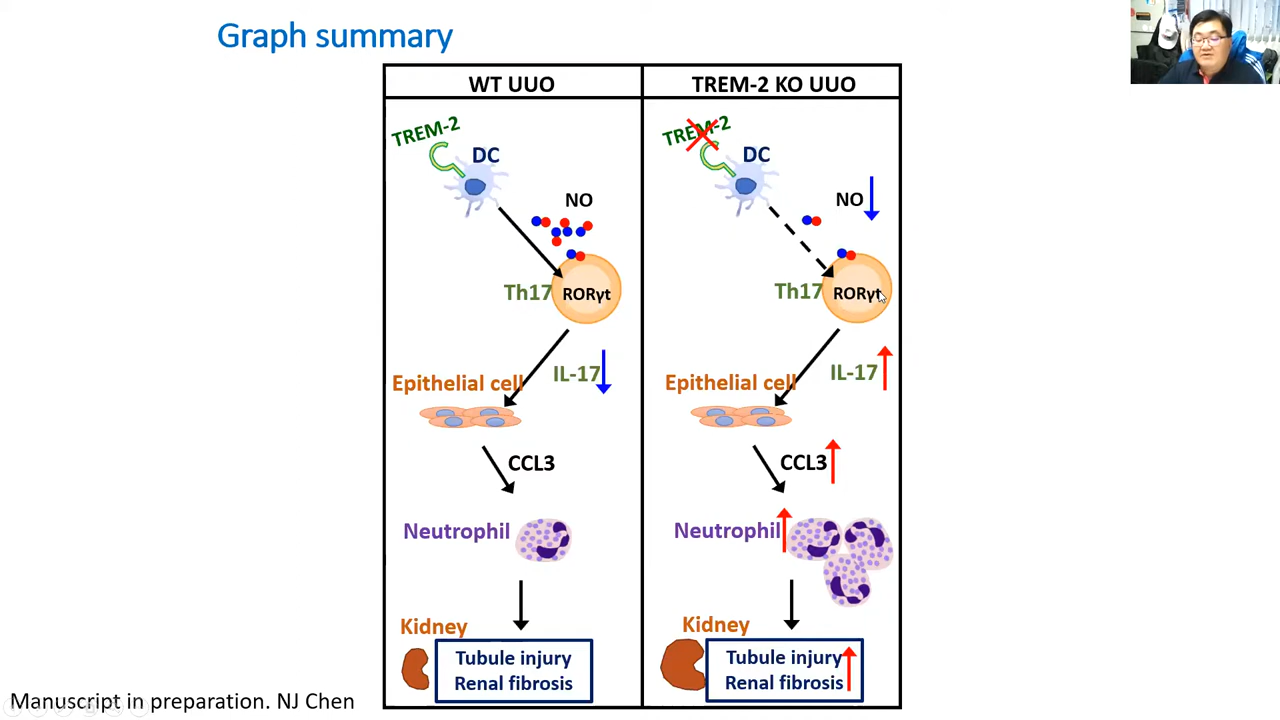 Graph summary
WT UUO
TREM-2
DC
NO
Th17
RORγt
IL-17
Epithelial cell
CCL3
Neutrophil
Kidney
Tubule injury
Renal fibrosis
TREM-2 KO UUO
TREM-2
DC
NO
Th17
RORγt
IL-17
Epithelial cell
CCL3
Neutrophil
Kidney
Tubule injury
Renal fibrosis
Manuscript in preparation. NJ Chen